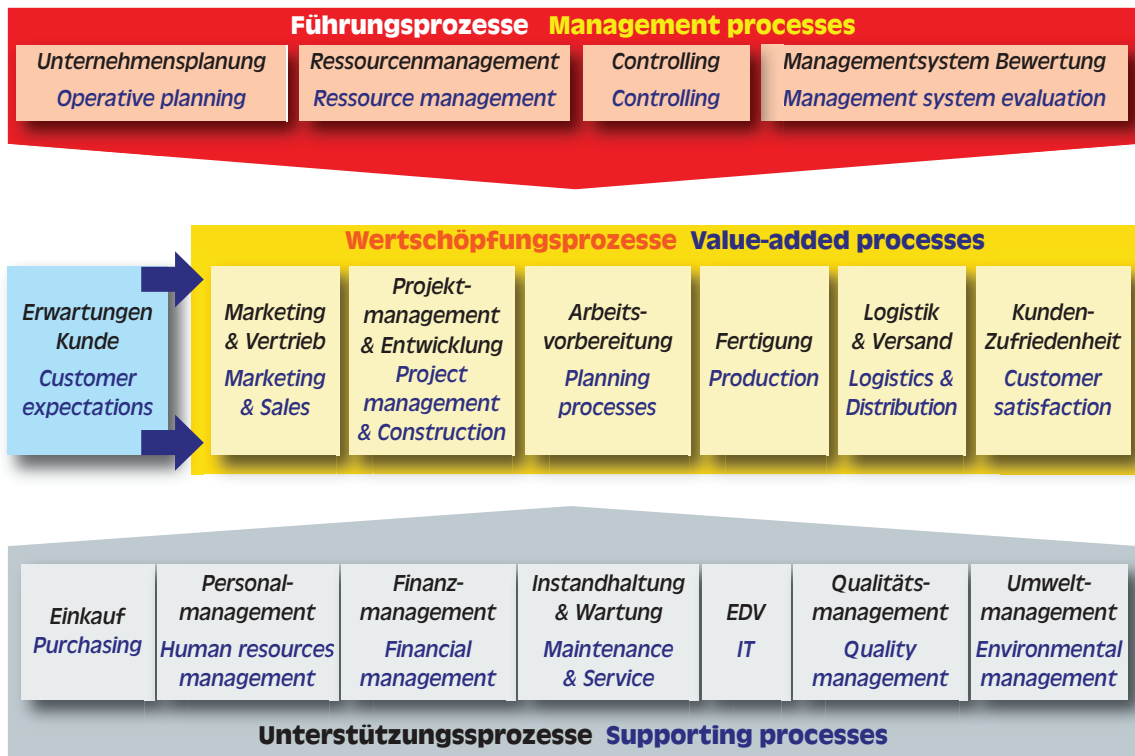 Führungsprozesse Management processes
Unternehmensplanung
Operative planning
Ressourcenmanagement
Ressource management
Controlling
Controlling
Managementsystem Bewertung
Management system evaluation
Wertschöpfungsprozesse Value-added processes
Erwartungen
Kunde
Customer
expectations
Marketing
& Vertrieb
Marketing
& Sales
Projekt-
management
& Entwicklung
Project
management
& Construction
Arbeits-
vorbereitung
Planning
processes
Fertigung
Production
Logistik
& Versand
Logistics &
Distribution
Kunden-
Zufriedenheit
Customer
satisfaction
Einkauf
Purchasing
Personal-
management
Human resources
management
Finanz-
management
Financial
management
Instandhaltung
& Wartung
Maintenance
& Service
EDV
IT
Qualitäts-
management
Quality
management
Umwelt-
management
Environmental
management
Unterstützungssprozesse Supporting processes